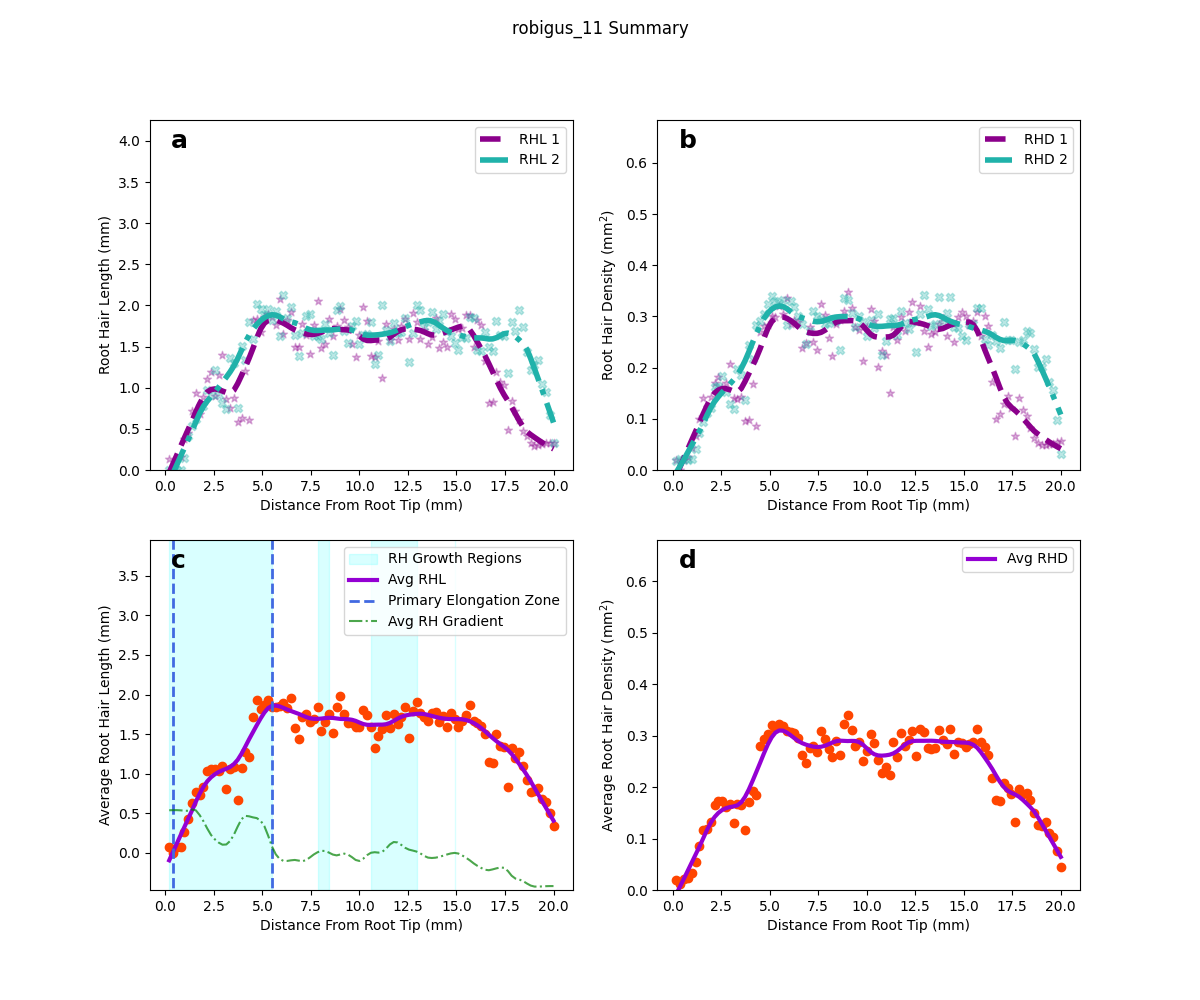 robigus_11 Summary
a
RHL 1
RHL 2
4.0
3.5
3.0
2.5
2.0
1.5
1.0
0.5
0.0
Root Hair Length (mm)
0.0 2.5 5.0 7.5 10.0 12.5 15.0 17.5 20.0
Distance From Root Tip (mm)
b
RHD 1
RHD 2
0.6
0.5
0.4
0.3
0.2
0.1
0.0
Root Hair Density (mm²)
0.0 2.5 5.0 7.5 10.0 12.5 15.0 17.5 20.0
Distance From Root Tip (mm)
c
RH Growth Regions
Avg RHL
Primary Elongation Zone
Avg RH Gradient
3.5
3.0
2.5
2.0
1.5
1.0
0.5
0.0
Average Root Hair Length (mm)
0.0 2.5 5.0 7.5 10.0 12.5 15.0 17.5 20.0
Distance From Root Tip (mm)
d
Avg RHD
0.6
0.5
0.4
0.3
0.2
0.1
0.0
Average Root Hair Density (mm²)
0.0 2.5 5.0 7.5 10.0 12.5 15.0 17.5 20.0
Distance From Root Tip (mm)